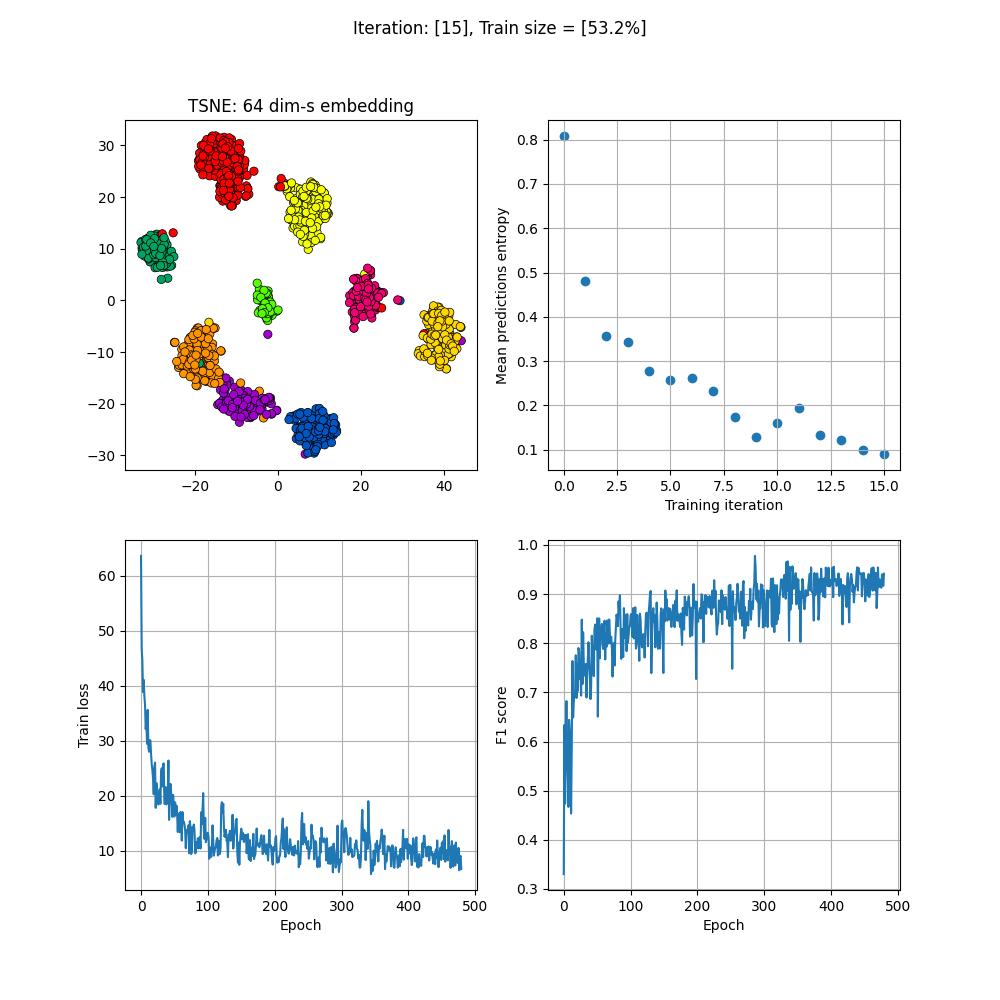 Iteration: [15], Train size = [53.2%]
TSNE: 64 dim-s embedding
30
20
10
0
−10
−20
−30
−20 0 20 40
Mean predictions entropy
0.8
0.7
0.6
0.5
0.4
0.3
0.2
0.1
0.0 2.5 5.0 7.5 10.0 12.5 15.0
Training iteration
Train loss
60
50
40
30
20
10
0 100 200 300 400 500
Epoch
F1 score
1.0
0.9
0.8
0.7
0.6
0.5
0.4
0.3
0 100 200 300 400 500
Epoch